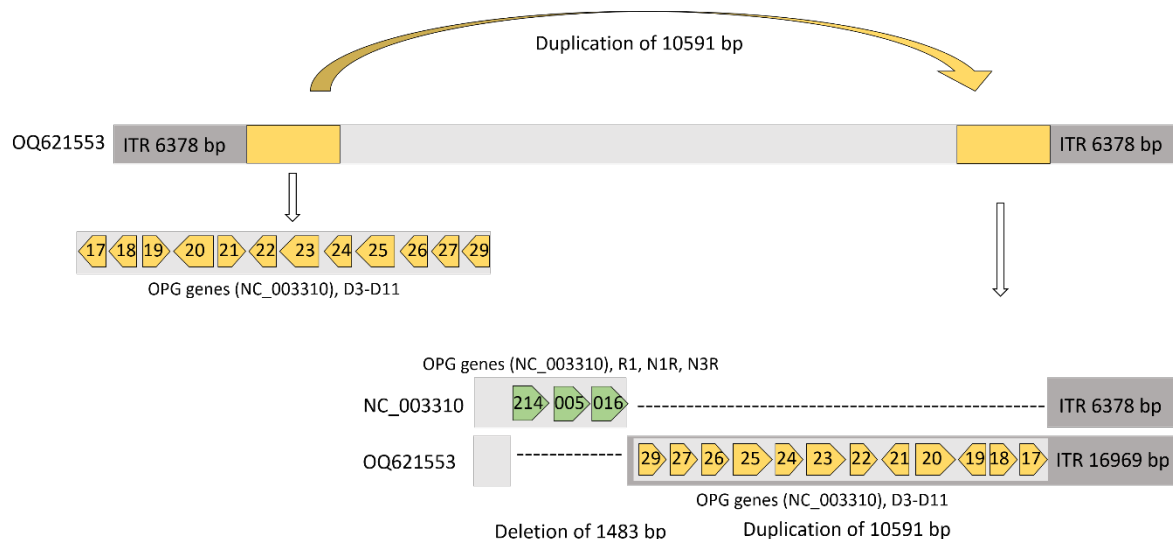 Duplication of 10591 bp
OQ621553 ITR 6378 bp ITR 6378 bp
17 18 19 20 21 22 23 24 25 26 27 29
OPG genes (NC_003310), D3-D11
OPG genes (NC_003310), R1, N1R, N3R
NC_003310 214 005 016 ITR 6378 bp
OQ621553 29 27 26 25 24 23 22 21 20 19 18 17 ITR 16969 bp
OPG genes (NC_003310), D3-D11
Deletion of 1483 bp Duplication of 10591 bp